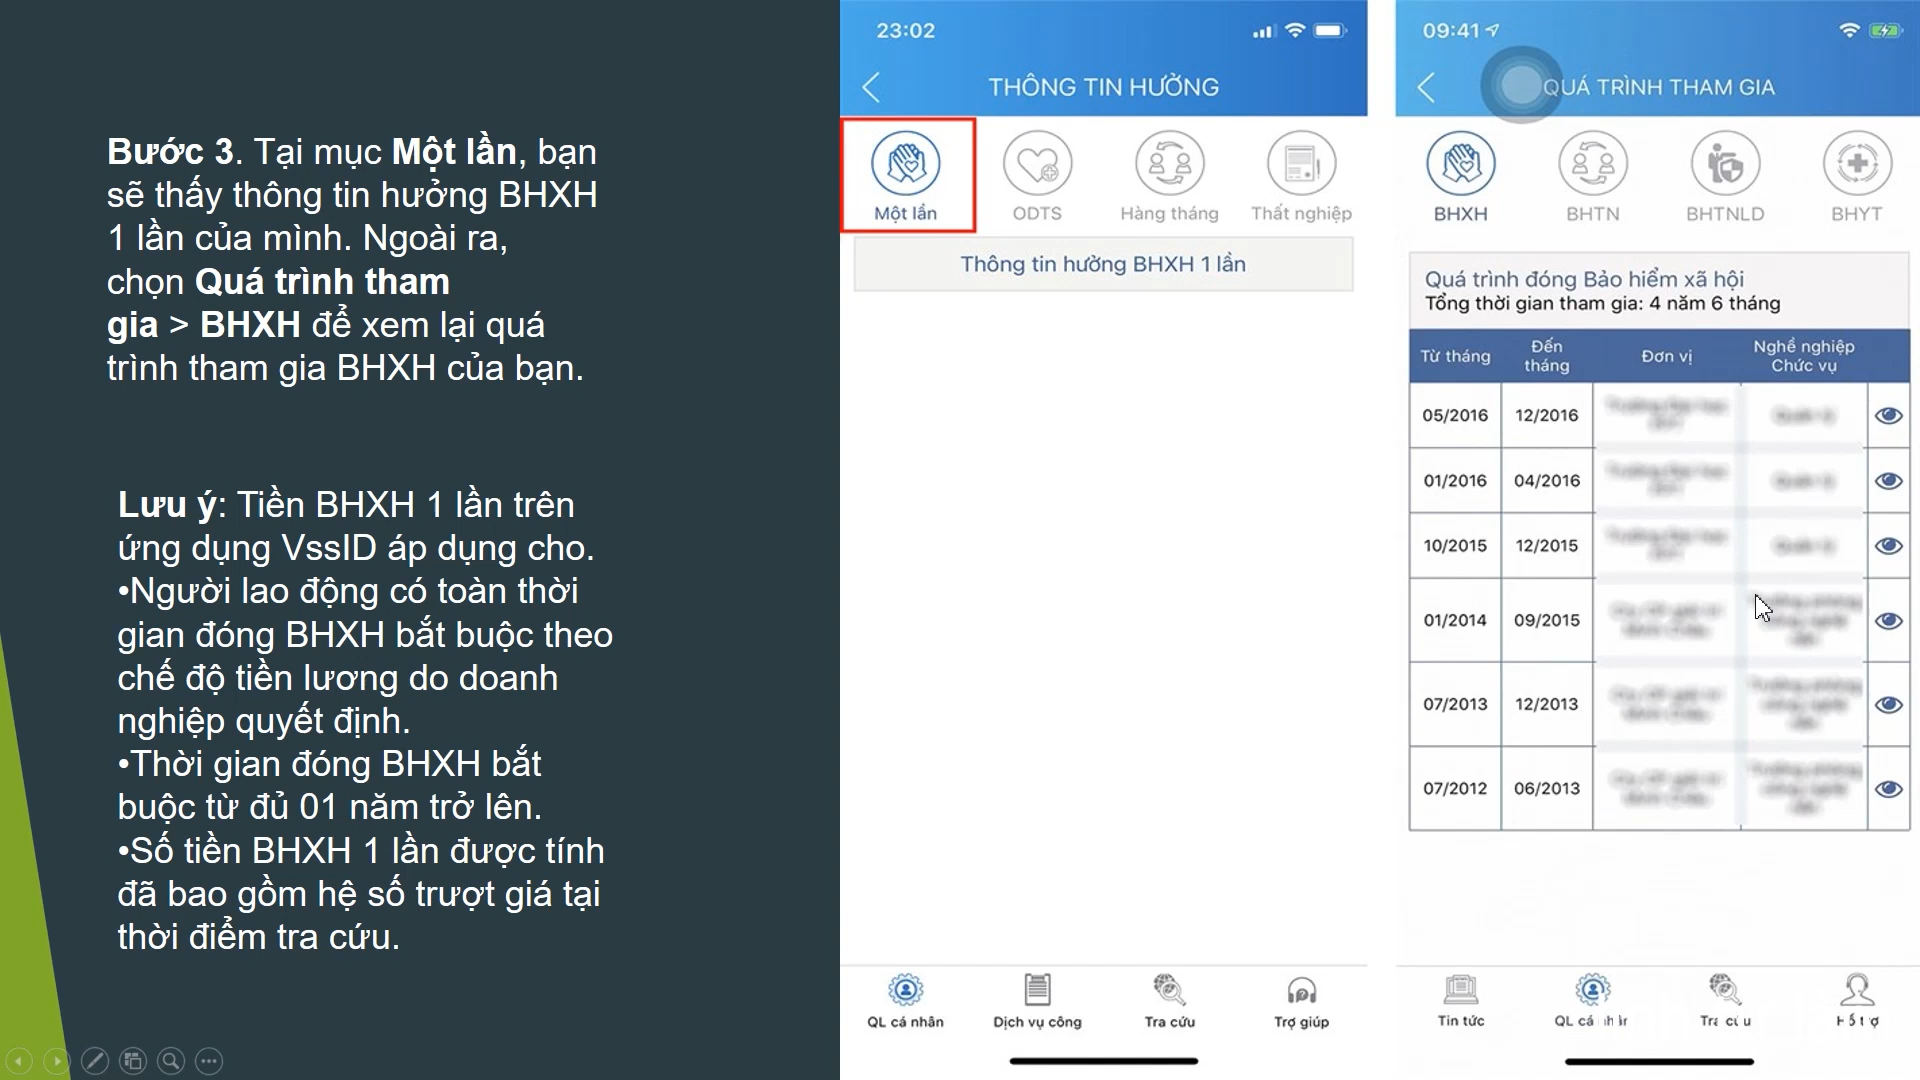 Bước 3. Tại mục Một lần, bạn
sẽ thấy thông tin hưởng BHXH
1 lần của mình. Ngoài ra,
chọn Quá trình tham
gia > BHXH để xem lại quá
trình tham gia BHXH của bạn.
Lưu ý: Tiền BHXH 1 lần trên
ứng dụng VssID áp dụng cho.
•Người lao động có toàn thời
gian đóng BHXH bắt buộc theo
chế độ tiền lương do doanh
nghiệp quyết định.
•Thời gian đóng BHXH bắt
buộc từ đủ 01 năm trở lên.
•Số tiền BHXH 1 lần được tính
đã bao gồm hệ số trượt giá tại
thời điểm tra cứu.
23:02
THÔNG TIN HƯỞNG
Một lần ODTS Hàng tháng Thất nghiệp
Thông tin hưởng BHXH 1 lần
QL cá nhân Dịch vụ công Tra cứu Trợ giúp
09:41
QUÁ TRÌNH THAM GIA
BHXH BHTN BHTNLD BHYT
Quá trình đóng Bảo hiểm xã hội
Tổng thời gian tham gia: 4 năm 6 tháng
Từ tháng Đến tháng Đơn vị Nghề nghiệp Chức vụ
05/2016 12/2016
01/2016 04/2016
10/2015 12/2015
01/2014 09/2015
07/2013 12/2013
07/2012 06/2013
Tin tức QL cá